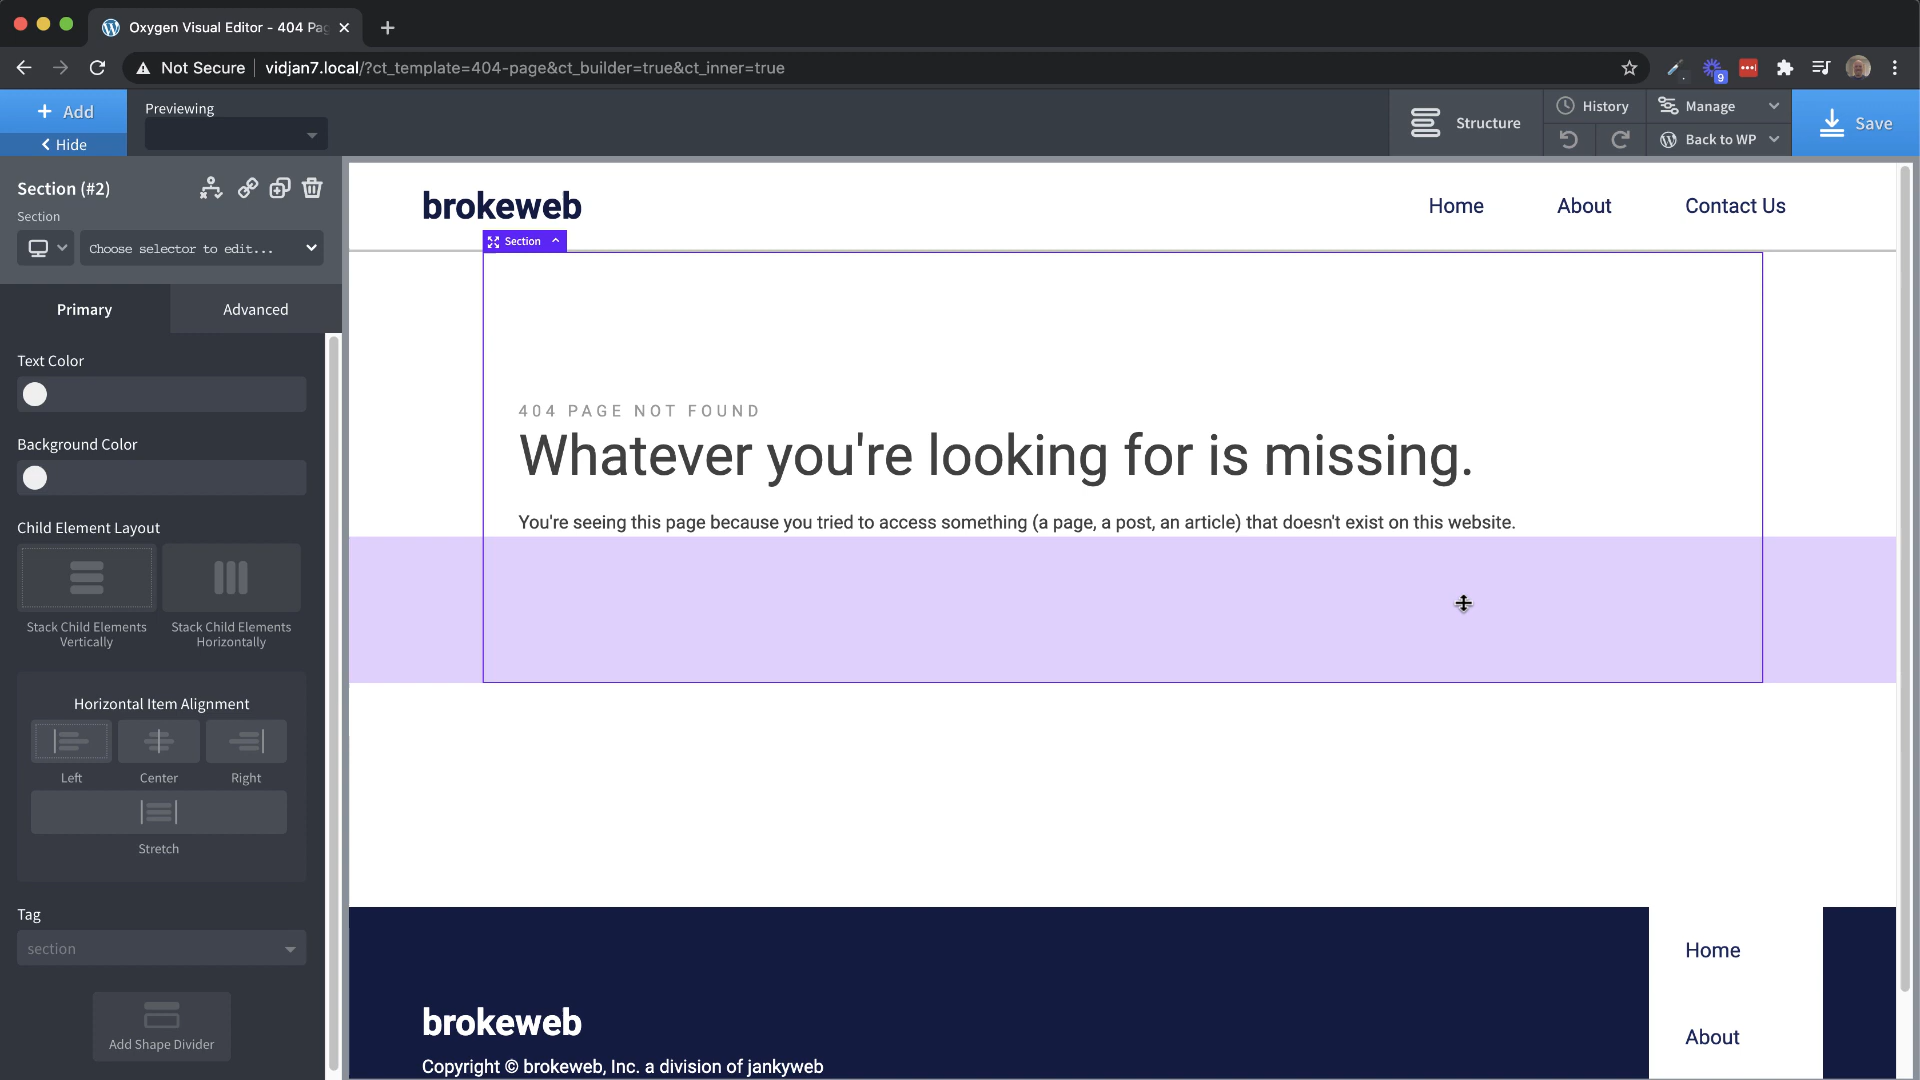 Oxygen Visual Editor - 404 Pag
Not Secure
vidjan7.local/?ct_template=404-page&ct_builder=true&ct_inner=true
9
+ Add
Hide
Previewing
Structure
History
Manage
Back to WP
Save
Section (#2)
Section
Choose selector to edit...
Primary
Advanced
Text Color
Background Color
Child Element Layout
Stack Child Elements Vertically
Stack Child Elements Horizontally
Horizontal Item Alignment
Left
Center
Right
Stretch
Tag
section
Add Shape Divider
brokeweb
Home
About
Contact Us
Section
404 PAGE NOT FOUND
Whatever you're looking for is missing.
You're seeing this page because you tried to access something (a page, a post, an article) that doesn't exist on this website.
brokeweb
Copyright © brokeweb, Inc. a division of jankyweb
Home
About